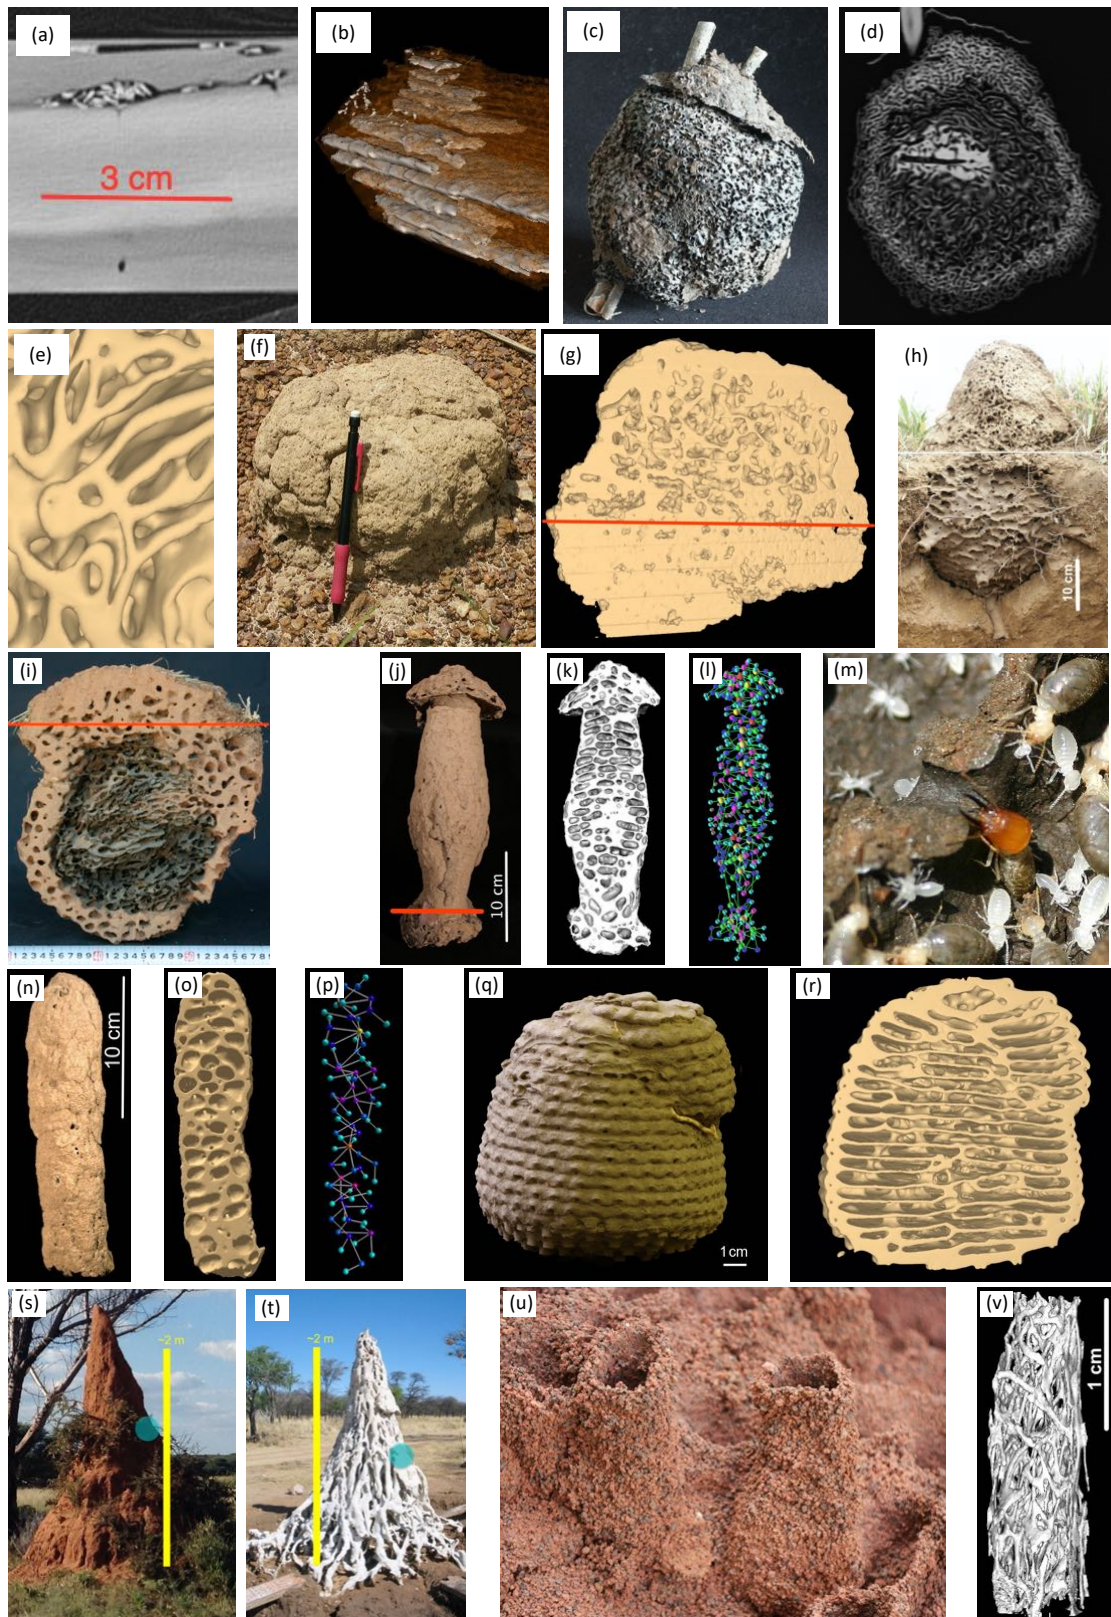 (a)
(b)
(c)
(d)
3 cm
(e)
(f)
(g)
(h)
10 cm
(i)
(j)
(k)
(l)
(m)
10 cm
(n)
(o)
(p)
(q)
(r)
10 cm
1 cm
(s)
(t)
(u)
(v)
~2 m
~2 m
1 cm